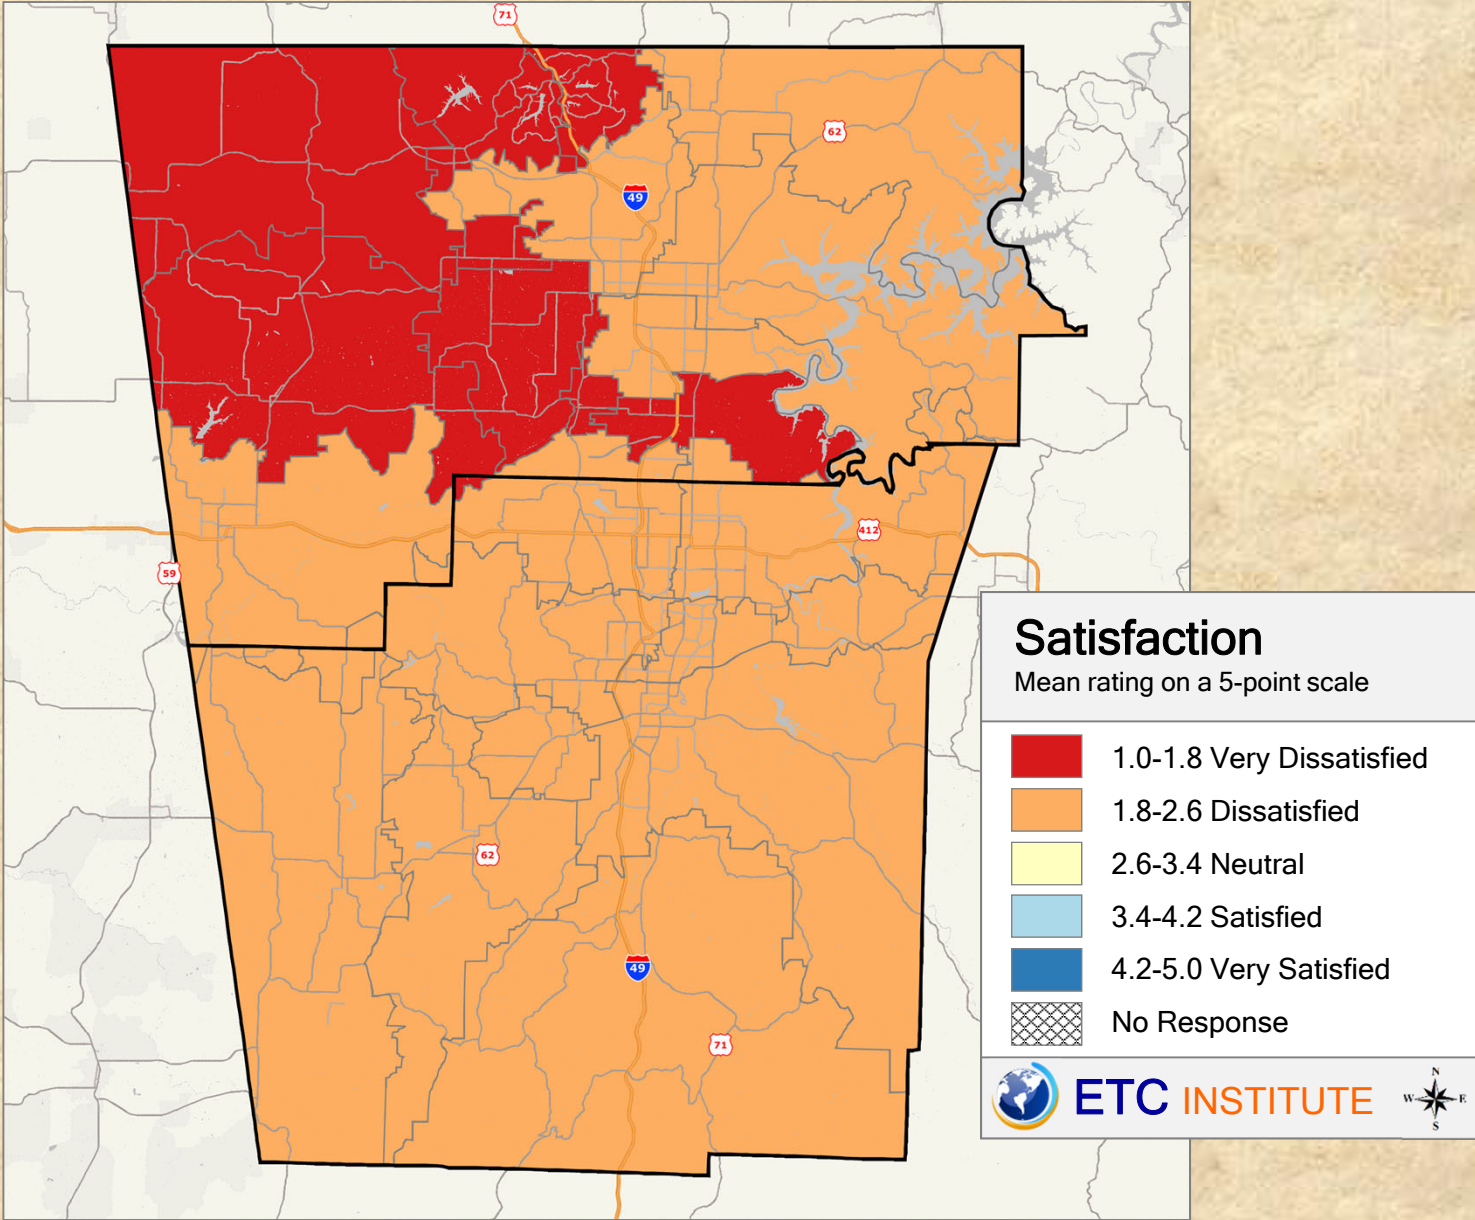 71
62
49
412
59
62
49
71
Satisfaction
Mean rating on a 5-point scale
1.0-1.8 Very Dissatisfied
1.8-2.6 Dissatisfied
2.6-3.4 Neutral
3.4-4.2 Satisfied
4.2-5.0 Very Satisfied
No Response
ETC INSTITUTE
N
W E
S